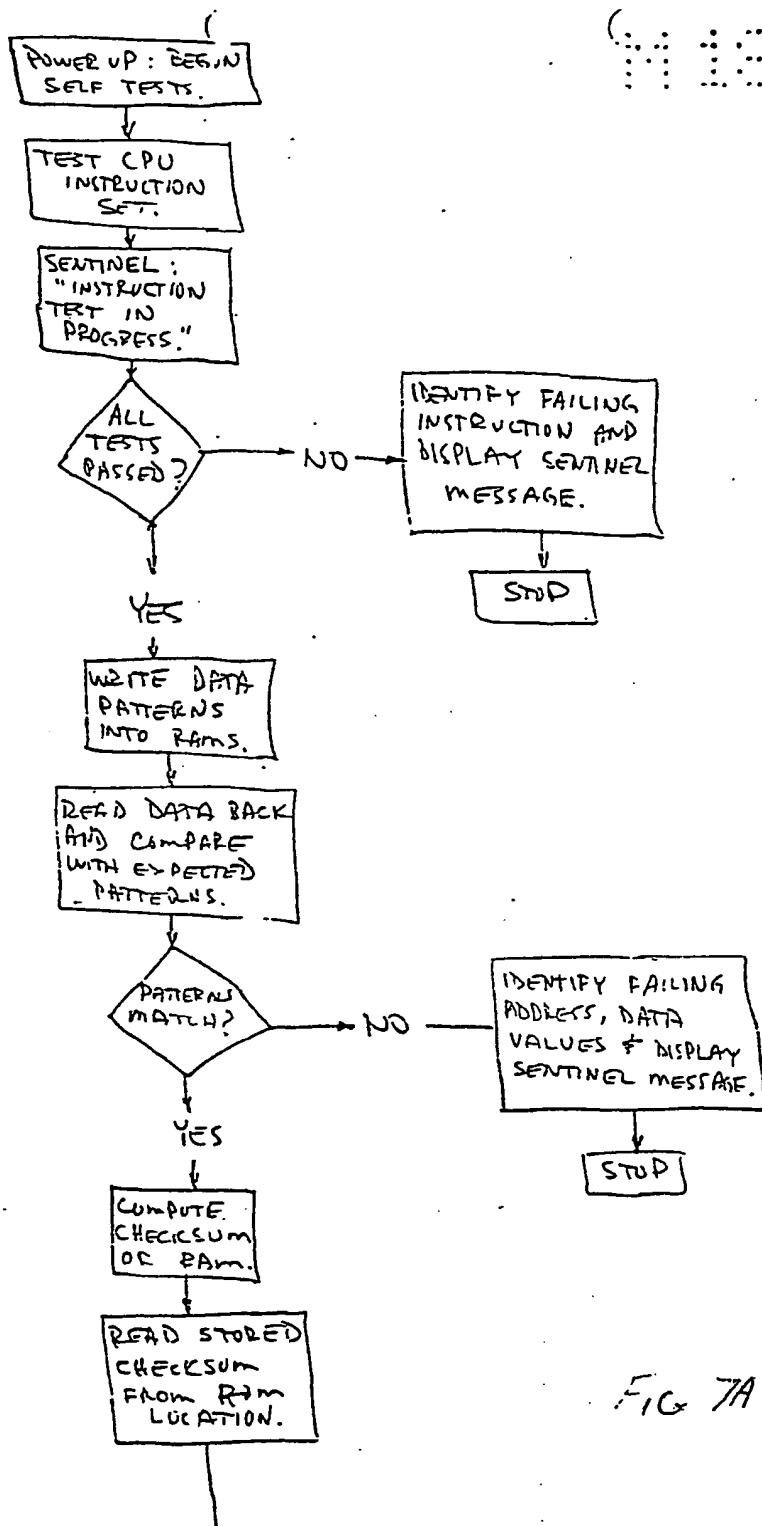 POWER UP: BEGIN
SELF TESTS.
TEST CPU
INSTRUCTION
SET.
SENTINEL:
"INSTRUCTION
TEST IN
PROGRESS."
ALL
TESTS
PASSED?
NO
IDENTIFY FAILING
INSTRUCTION AND
DISPLAY SENTINEL
MESSAGE.
STOP
YES
WRITE DATA
PATTERNS
INTO RAMS.
READ DATA BACK
AND COMPARE
WITH EXPECTED
PATTERNS.
PATTERNS
MATCH?
NO
IDENTIFY FAILING
ADDRESS, DATA
VALUES & DISPLAY
SENTINEL MESSAGE.
STOP
YES
COMPUTE
CHECKSUM
OF RAM.
READ STORED
CHECKSUM
FROM
LOCATION.
FIG 7A